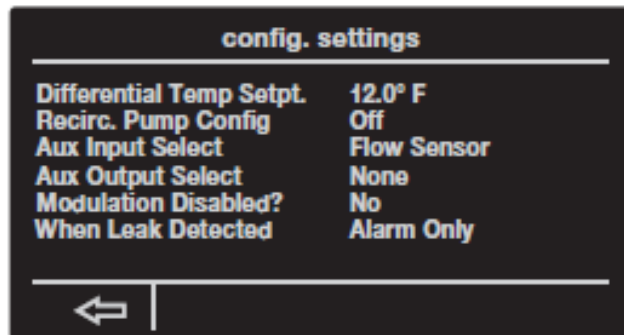 config. settings
Differential Temp Setpt. 12.0° F
Recirc. Pump Config Off
Aux Input Select Flow Sensor
Aux Output Select None
Modulation Disabled? No
When Leak Detected Alarm Only